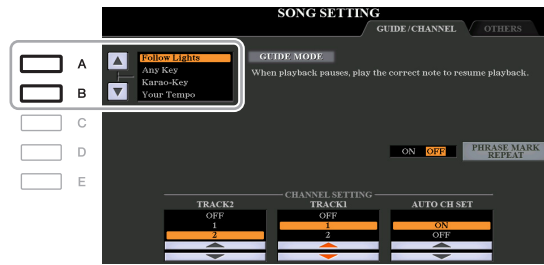 SONG SETTING
GUIDE/CHANNEL OTHERS
A
B
C
D
E
Follow Lights
Any Key
Karao-Key
Your Tempo
GUIDE MODE
When playback pauses, play the correct note to resume playback.
ON OFF
PHRASE MARK
REPEAT
CHANNEL SETTING
TRACK2 TRACK1 AUTO CH SET
OFF OFF
1 1 ON
2 2 OFF